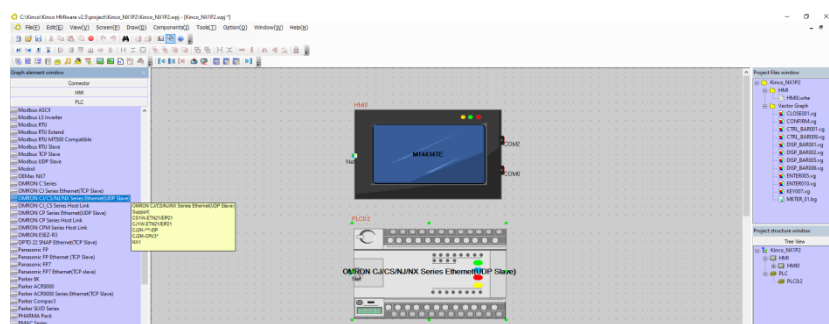 C:\Kinco\Kinco HMIware v2.5\project\Kinco_NX1P2\Kinco_NX1P2.wpj - [Kinco_NX1P2.wpj *]
File(F) Edit(E) View(V) Screen(P) Draw(D) Components(I) Tools(T) Option(O) Window(W) Help(H)
Graph element window
Connector
HMI
PLC
Modbus ASCII
Modbus LS Inverter
Modbus RTU
Modbus RTU Extend
Modbus RTU MT500 Compatible
Modbus RTU Slave
Modbus TCP Slave
Modbus UDP Slave
Modrol
OEMax NX7
OMRON C Series
OMRON CJ Series Ethernet(TCP Slave)
OMRON CJ/CS/NJ/NX Series Ethernet(UDP Slave)
OMRON CJ_CS Series Host Link
OMRON CP Series Ethernet(UDP Slave)
OMRON CP Series Host Link
OMRON CPM Series Host Link
OMRON E5EZ-R3
OPTO 22 SNAP Ethernet(TCP Slave)
Panasonic FP
Panasonic FP Ethernet (TCP Slave)
Panasonic FP7
Panasonic FP7 Ethernet(TCP slave)
Parker 6K
Parker ACR9000
Parker ACR9000 Series Ethernet(TCP Slave)
Parker Compax3
Parker SLVD Series
PHARMA Pack
OMRON CJ/CS/NJ/NX Series Ethernet(UDP Slave)
Support:
CS1W-ETN21/EIP21
CJ1W-ETN21/EIP21
CJ2M-CPU3*
NX1
HMI0
MT4434TE
COM2
COM0
Net
PLC0:2
OMRON CJ/CS/NJ/NX Series Ethernet(UDP Slave)
Net
Project files window
Kinco_NX1P2
HMI
HMI0.whe
Vector Graph
CLOSE001.vg
CONFIRM.vg
CTRL_BAR001.vg
CTRL_BAR009.vg
DISP_BAR001.vg
DISP_BAR002.vg
DISP_BAR005.vg
DISP_BAR006.vg
ENTER005.vg
ENTER010.vg
KEY007.vg
METER_01.bg
Project structure window
Tree View
Kinco_NX1P2
HMI
HMI0
PLC
PLC0:2